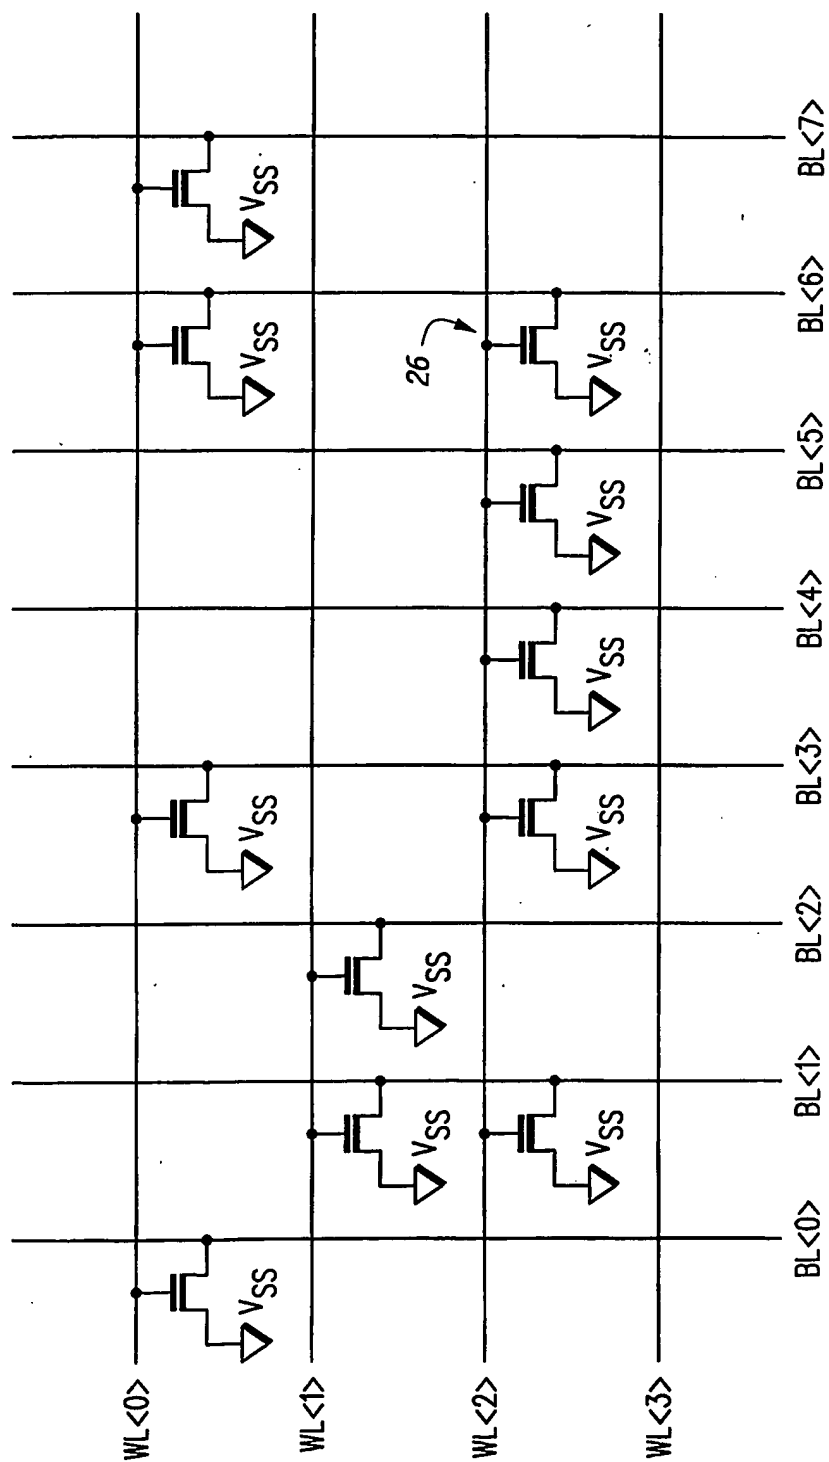 WL<0>
VSS VSS VSS VSS
WL<1>
26
VSS VSS
WL<2>
VSS VSS VSS VSS VSS
WL<3>
BL<0> BL<1> BL<2> BL<3> BL<4> BL<5> BL<6> BL<7>